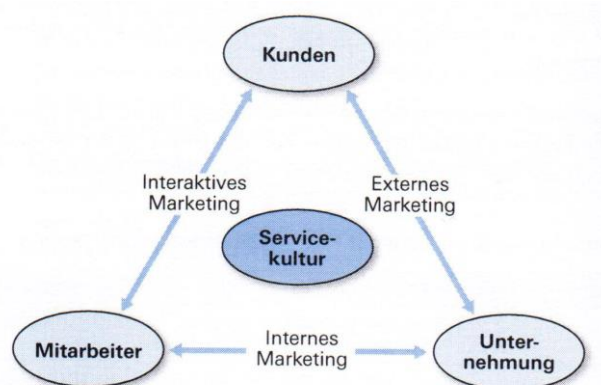 Kunden
Interaktives
Marketing
Externes
Marketing
Service-
kultur
Mitarbeiter
Internes
Marketing
Unter-
nehmung